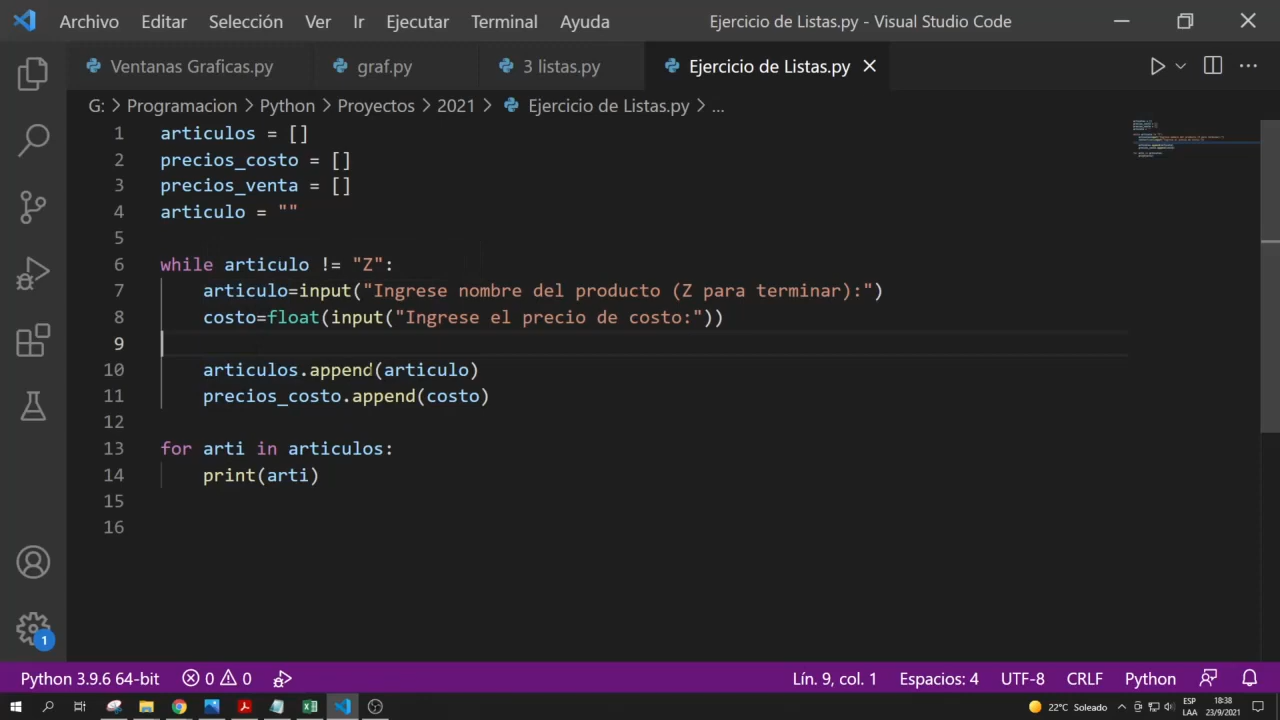 Archivo Editar Selección Ver Ir Ejecutar Terminal Ayuda Ejercicio de Listas.py - Visual Studio Code
Ventanas Graficas.py graf.py 3 listas.py Ejercicio de Listas.py
G: > Programacion > Python > Proyectos > 2021 > Ejercicio de Listas.py > ...
1 articulos = []
2 precios_costo = []
3 precios_venta = []
4 articulo = ""
5
6 while articulo != "Z":
7 articulo=input("Ingrese nombre del producto (Z para terminar):")
8 costo=float(input("Ingrese el precio de costo:"))
9
10 articulos.append(articulo)
11 precios_costo.append(costo)
12
13 for arti in articulos:
14 print(arti)
15
16
1
Python 3.9.6 64-bit 0 0 Lín. 9, col. 1 Espacios: 4 UTF-8 CRLF Python
22°C Soleado ESP LAA 18:38 23/9/2021